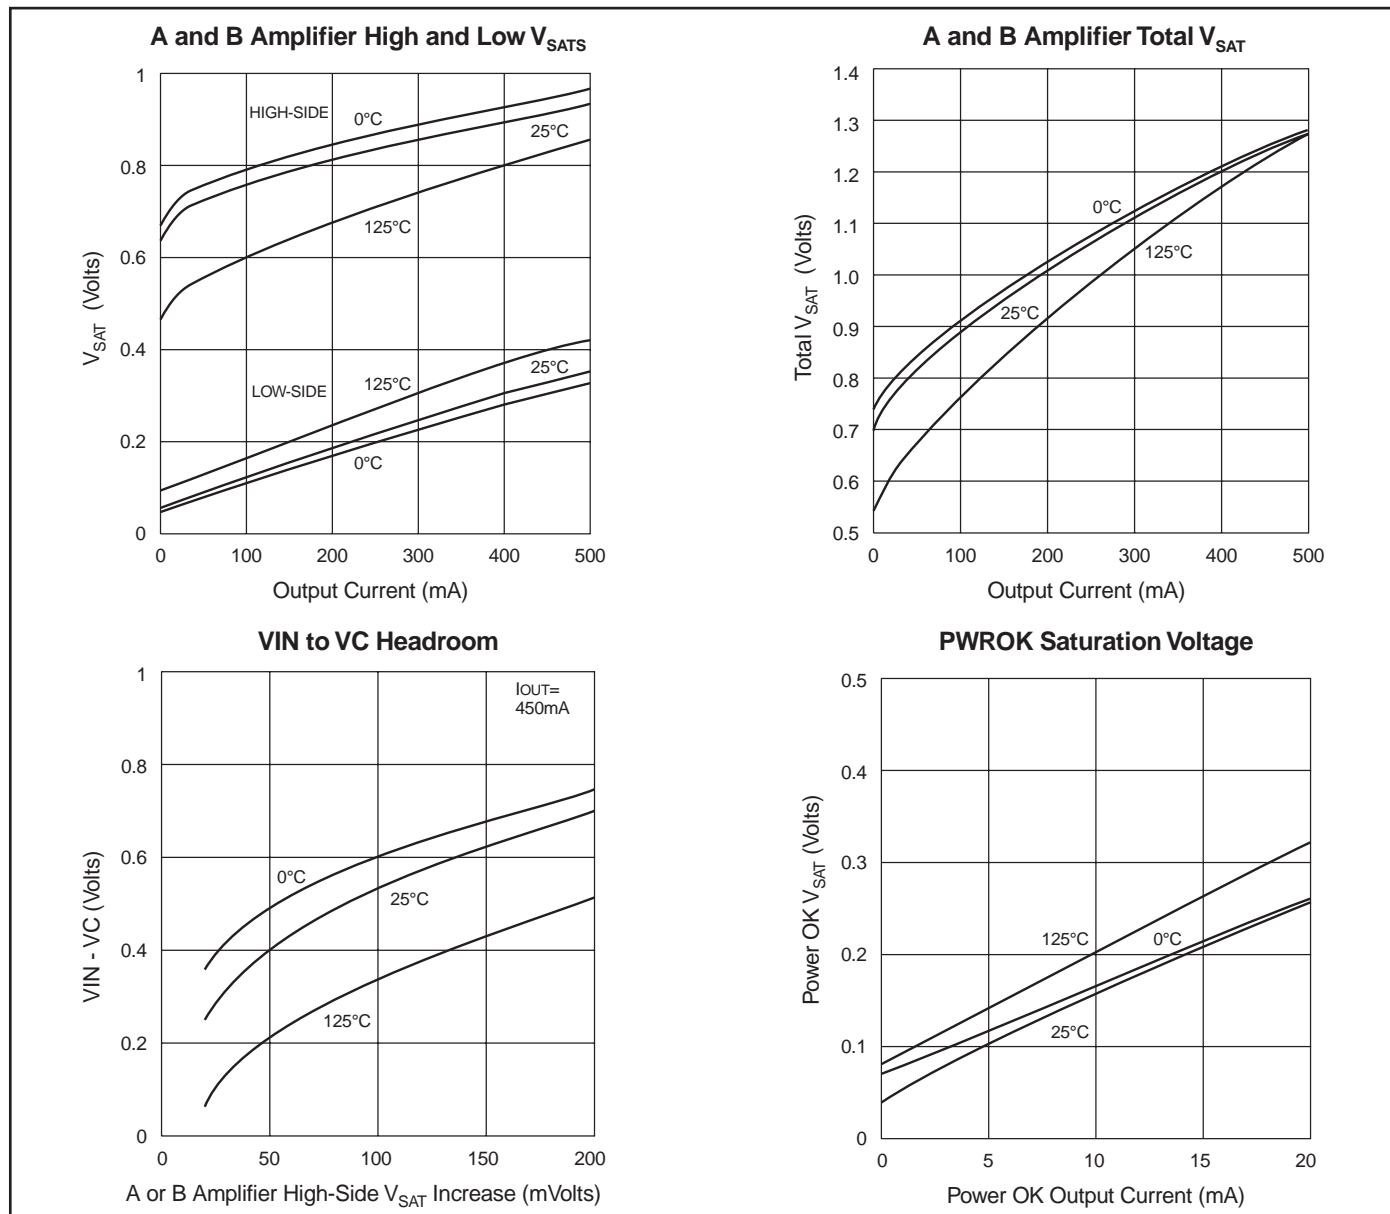 A and B Amplifier High and Low VSATS
1
0.8
0.6
0.4
0.2
0
VSAT (Volts)
HIGH-SIDE
0°C
25°C
125°C
LOW-SIDE
125°C
25°C
0°C
0 100 200 300 400 500
Output Current (mA)
A and B Amplifier Total VSAT
1.4
1.3
1.2
1.1
1.0
0.9
0.8
0.7
0.6
0.5
Total VSAT (Volts)
0°C
125°C
25°C
0 100 200 300 400 500
Output Current (mA)
VIN to VC Headroom
1
0.8
0.6
0.4
0.2
0
VIN - VC (Volts)
IOUT=
450mA
0°C
25°C
125°C
0 50 100 150 200
A or B Amplifier High-Side VSAT Increase (mVolts)
PWROK Saturation Voltage
0.5
0.4
0.3
0.2
0.1
0
Power OK VSAT (Volts)
125°C
0°C
25°C
0 5 10 15 20
Power OK Output Current (mA)